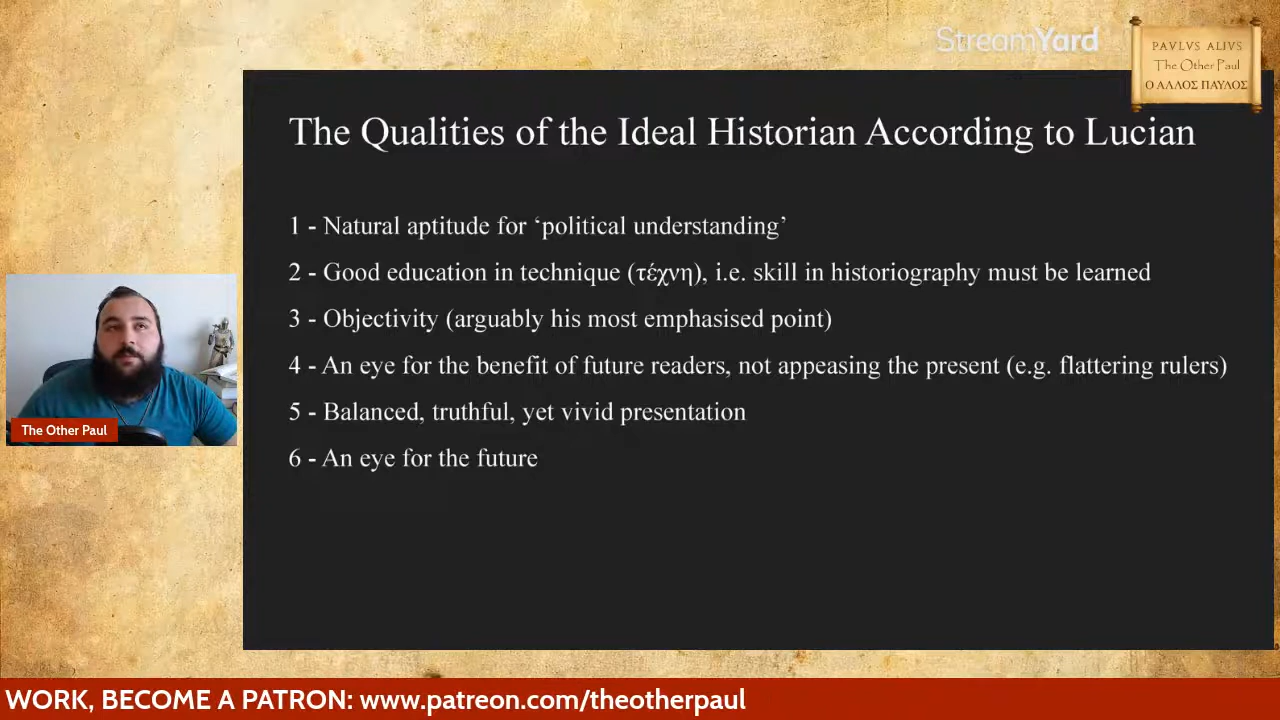 StreamYard
PAVLVS ALIVS
The Other Paul
Ο ΑΛΛΟΣ ΠΑΥΛΟΣ
The Qualities of the Ideal Historian According to Lucian
1 - Natural aptitude for ‘political understanding’
2 - Good education in technique (τέχνη), i.e. skill in historiography must be learned
3 - Objectivity (arguably his most emphasised point)
4 - An eye for the benefit of future readers, not appeasing the present (e.g. flattering rulers)
5 - Balanced, truthful, yet vivid presentation
6 - An eye for the future
The Other Paul
WORK, BECOME A PATRON: www.patreon.com/theotherpaul